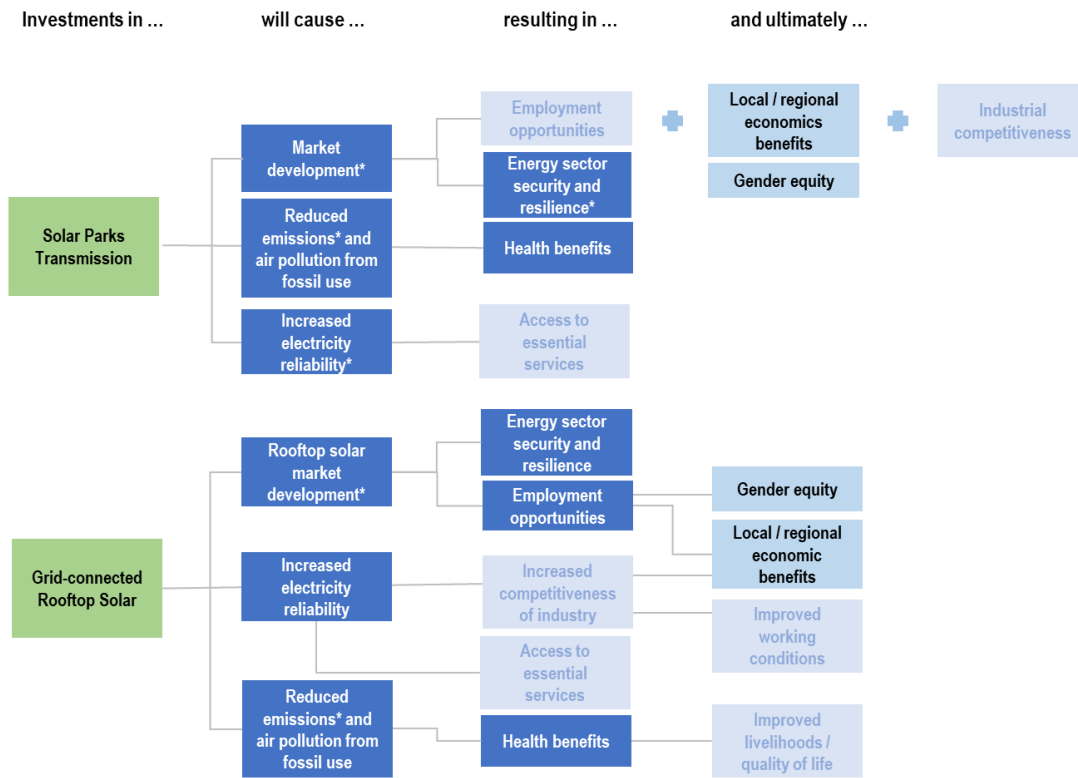 Investments in …
will cause …
resulting in …
and ultimately …
Employment
opportunities
Local / regional
economics
benefits
Industrial
competitiveness
Market
development*
Energy sector
security and
resilience*
Gender equity
Solar Parks
Transmission
Reduced
emissions* and
air pollution from
fossil use
Health benefits
Increased
electricity
reliability*
Access to
essential
services
Rooftop solar
market
development*
Energy sector
security and
resilience
Employment
opportunities
Gender equity
Local / regional
economic
benefits
Grid-connected
Rooftop Solar
Increased
electricity
reliability
Increased
competitiveness
of industry
Improved
working
conditions
Access to
essential
services
Reduced
emissions* and
air pollution from
fossil use
Health benefits
Improved
livelihoods /
quality of life